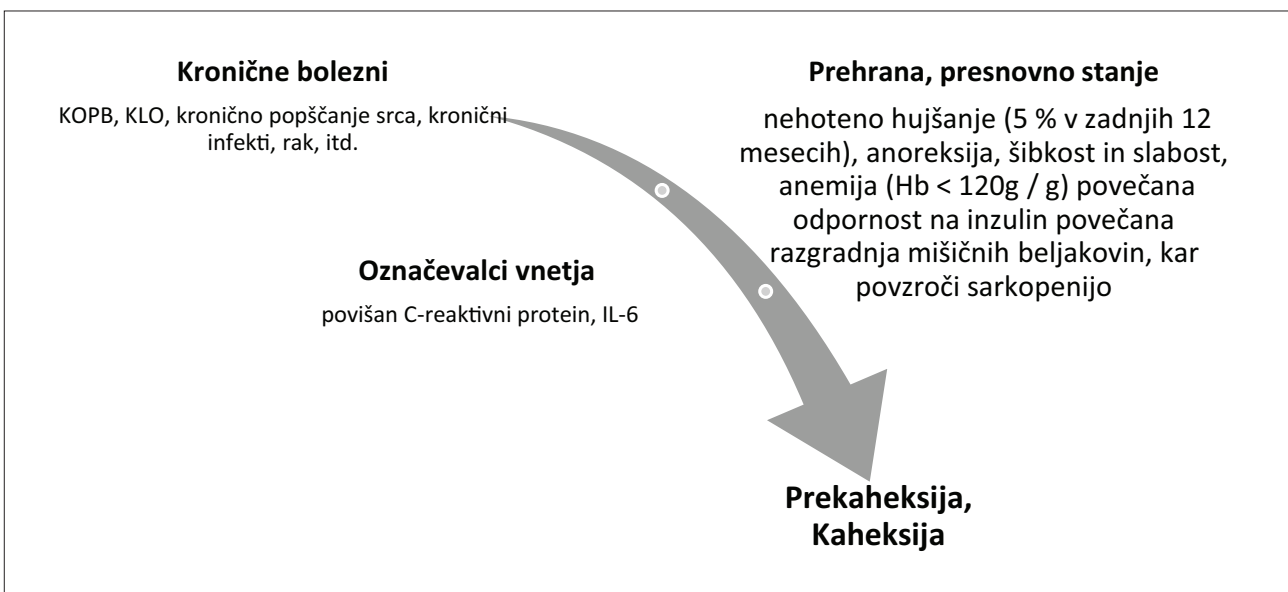 Kronične bolezni
KOPB, KLO, kronično popščanje srca, kronični
infekti, rak, itd.
Prehrana, presnovno stanje
nehoteno hujšanje (5 % v zadnjih 12
mesecih), anoreksija, šibkost in slabost,
anemija (Hb < 120g / g) povečana
odpornost na inzulin povečana
razgradnja mišičnih beljakovin, kar
povzroči sarkopenijo
Označevalci vnetja
povišan C-reaktivni protein, IL-6
Prekaheksija,
Kaheksija